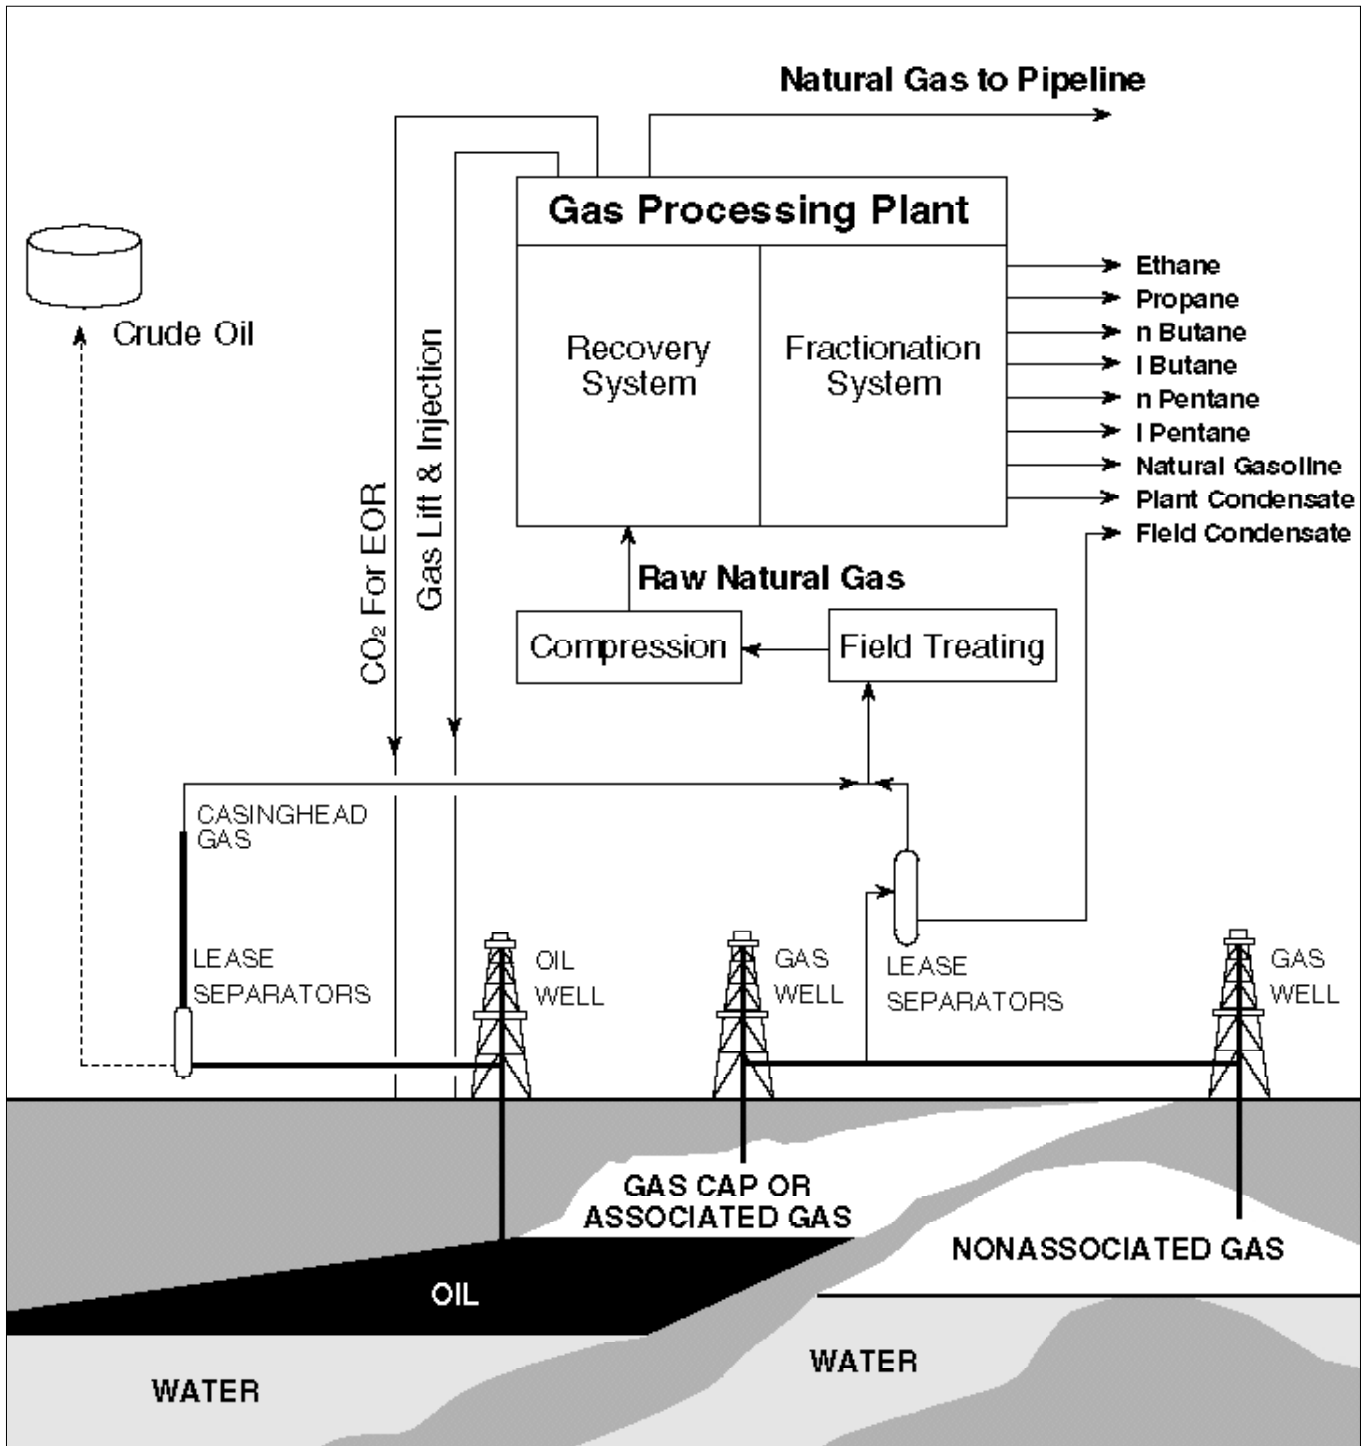 Natural Gas to Pipeline
Gas Processing Plant
Recovery
System
Fractionation
System
Ethane
Propane
n Butane
I Butane
n Pentane
I Pentane
Natural Gasoline
Plant Condensate
Field Condensate
Crude Oil
CO₂ For EOR
Gas Lift & Injection
Raw Natural Gas
Compression
Field Treating
CASINGHEAD
GAS
LEASE
SEPARATORS
OIL
WELL
GAS
WELL
LEASE
SEPARATORS
GAS
WELL
GAS CAP OR
ASSOCIATED GAS
NONASSOCIATED GAS
OIL
WATER
WATER